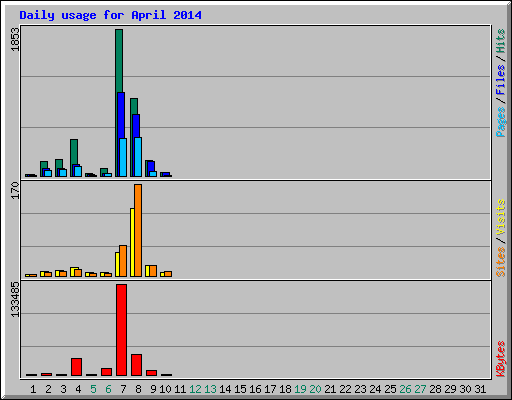 Daily usage for April 2014
1853
Pages / Files / Hits
170
Sites / Visits
133485
KBytes
1 2 3 4 5 6 7 8 9 10 11 12 13 14 15 16 17 18 19 20 21 22 23 24 25 26 27 28 29 30 31